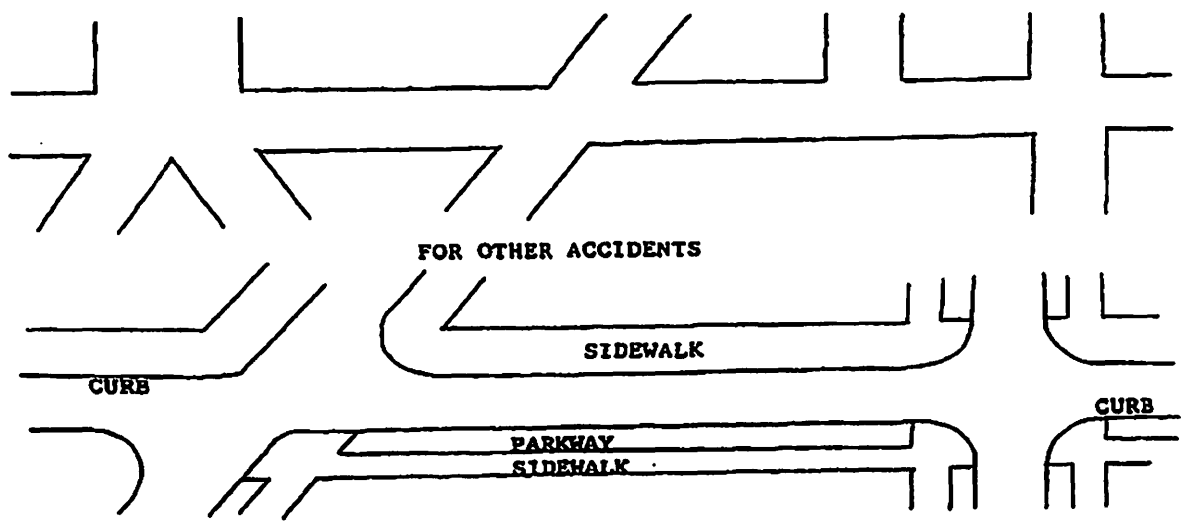 FOR OTHER ACCIDENTS
SIDEWALK
CURB
CURB
PARKWAY
SIDEWALK